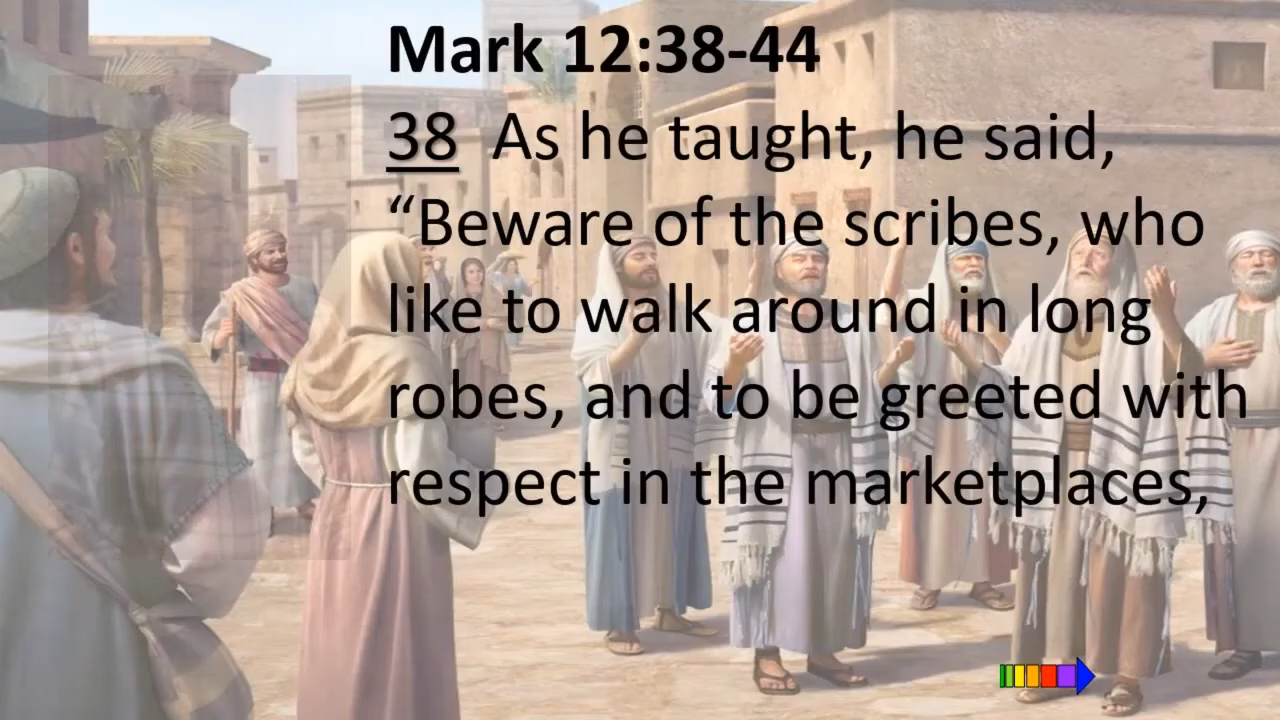 Mark 12:38-44
38 As he taught, he said,
“Beware of the scribes, who
like to walk around in long
robes, and to be greeted with
respect in the marketplaces,